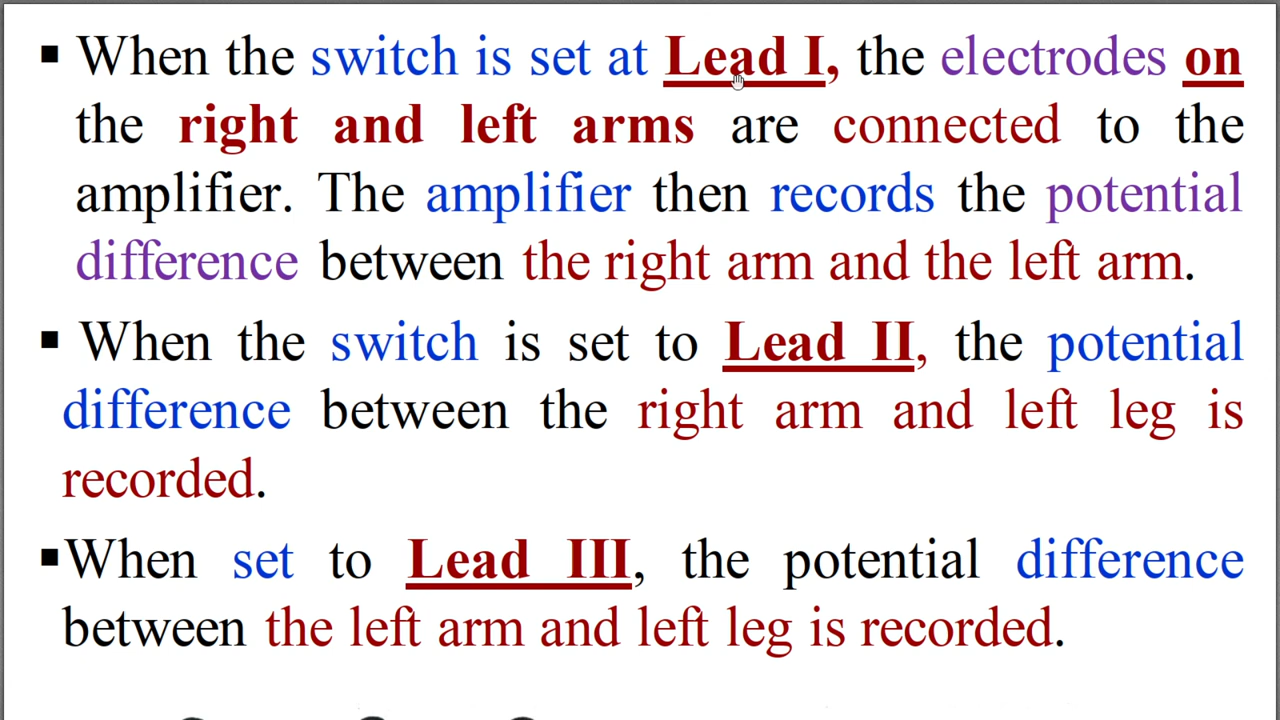 ▪ When the switch is set at Lead I, the electrodes on
the right and left arms are connected to the
amplifier. The amplifier then records the potential
difference between the right arm and the left arm.
▪ When the switch is set to Lead II, the potential
difference between the right arm and left leg is
recorded.
▪When set to Lead III, the potential difference
between the left arm and left leg is recorded.